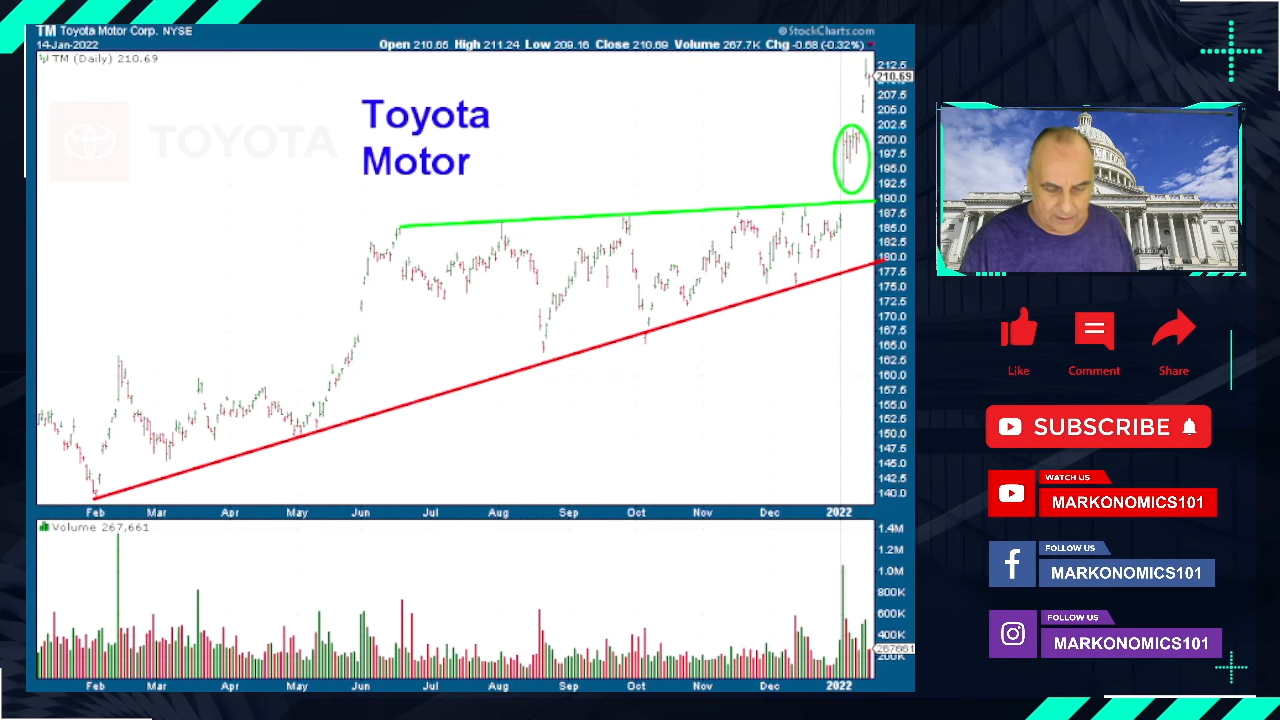 TM Toyota Motor Corp. NYSE
©StockCharts.com
14-Jan-2022
Open 210.65 High 211.24 Low 209.16 Close 210.69 Volume 267.7K Chg -0.68 (-0.32%)
TM (Daily) 210.69
TOYOTA
Toyota
Motor
212.5
210.69
207.5
205.0
202.5
200.0
197.5
195.0
192.5
190.0
187.5
185.0
182.5
180.0
177.5
175.0
172.5
170.0
167.5
165.0
162.5
160.0
157.5
155.0
152.5
150.0
147.5
145.0
142.5
140.0
Feb Mar Apr May Jun Jul Aug Sep Oct Nov Dec 2022
Volume 267,661
1.4M
1.2M
1.0M
800K
600K
400K
267661
200K
Feb Mar Apr May Jun Jul Aug Sep Oct Nov Dec 2022
Like Comment Share
SUBSCRIBE
WATCH US
MARKONOMICS101
FOLLOW US
MARKONOMICS101
FOLLOW US
MARKONOMICS101